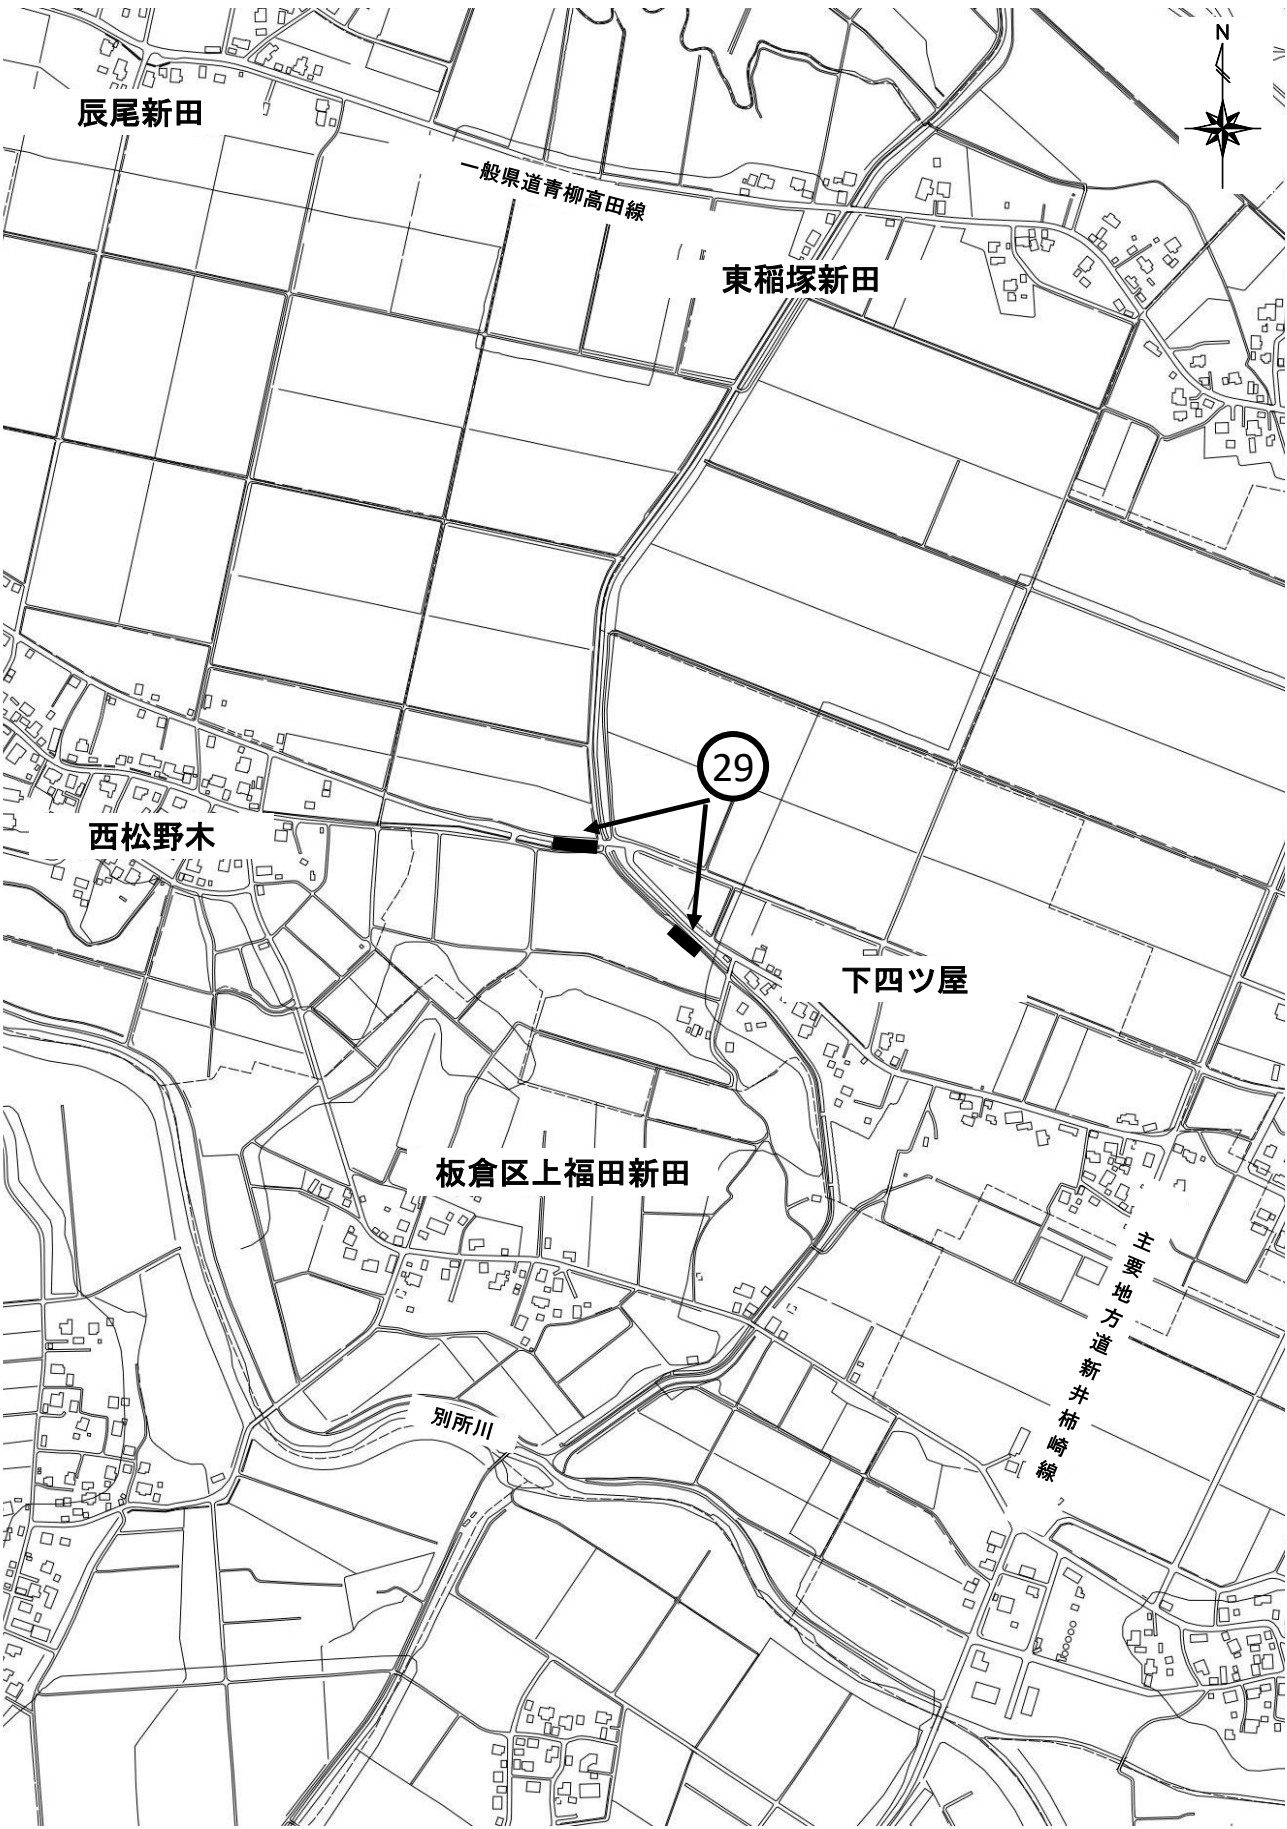 N
辰尾新田
一般県道青柳高田線
東稲塚新田
29
西松野木
下四ツ屋
板倉区上福田新田
主要地方道新井柿崎線
別所川